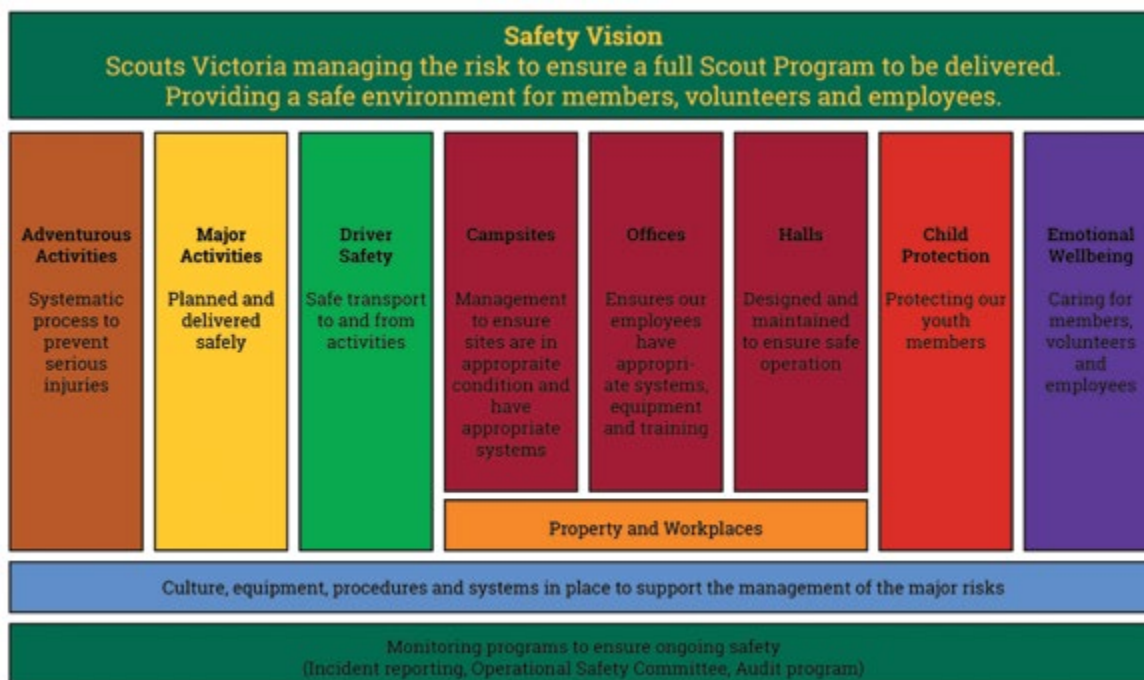 Safety Vision
Scouts Victoria managing the risk to ensure a full Scout Program to be delivered.
Providing a safe environment for members, volunteers and employees.
Adventurous
Activities
Systematic
process to
prevent
serious
injuries
Major
Activities
Planned and
delivered
safely
Driver
Safety
Safe transport
to and from
activities
Campsites
Management
to ensure
sites are in
appropraite
condition and
have
appropriate
systems
Offices
Ensures our
employees
have
appropri-
ate systems,
equipment
and training
Halls
Designed and
maintained
to ensure safe
operation
Property and Workplaces
Child
Protection
Protecting our
youth
members
Emotional
Wellbeing
Caring for
members,
volunteers
and
employees
Culture, equipment, procedures and systems in place to support the management of the major risks
Monitoring programs to ensure ongoing safety
(Incident reporting, Operational Safety Committee, Audit program)